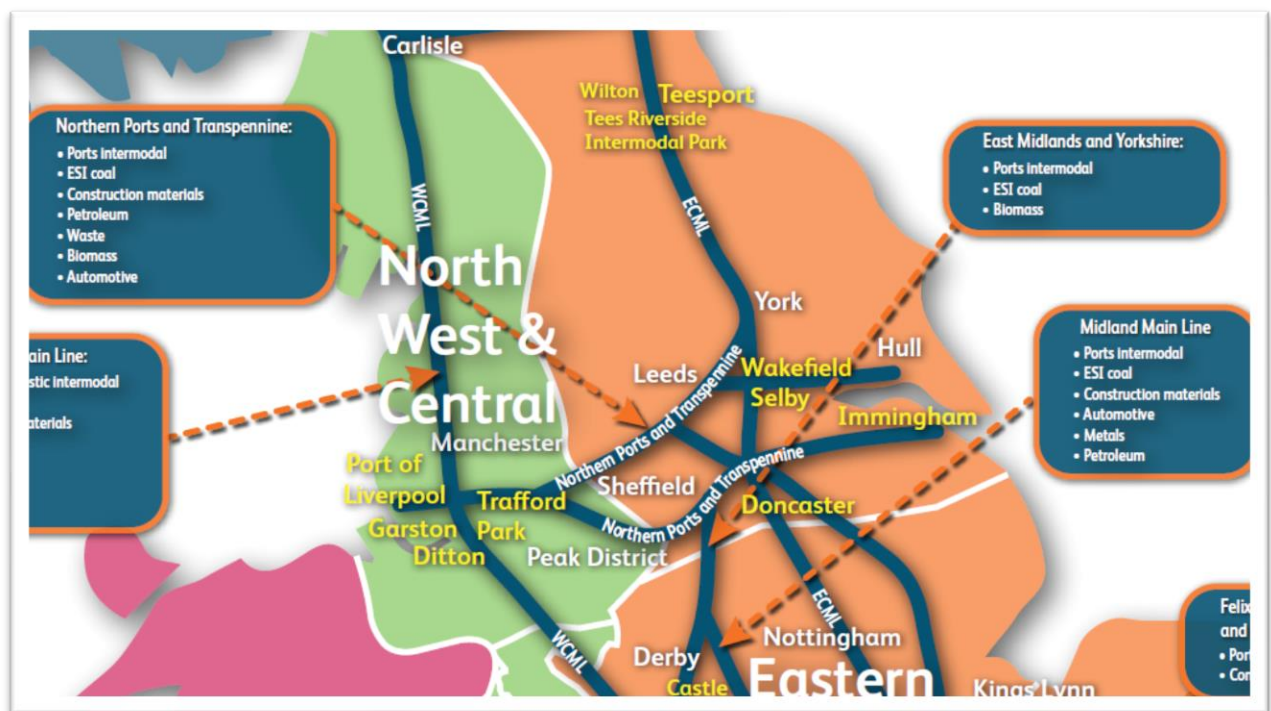 Carlisle
Wilton Teesport
Tees Riverside
Intermodal Park
Northern Ports and Transpennine:
• Ports intermodal
• ESI coal
• Construction materials
• Petroleum
• Waste
• Biomass
• Automotive
East Midlands and Yorkshire:
• Ports intermodal
• ESI coal
• Biomass
WCML
ECML
North
West &
Central
York
Hull
Leeds
Wakefield
Selby
Immingham
Midland Main Line
• Ports intermodal
• ESI coal
• Construction materials
• Automotive
• Metals
• Petroleum
ain Line:
stic intermodal
aterials
Manchester
Northern Ports and Transpennine
Port of
Liverpool
Trafford
Park
Garston
Ditton
Sheffield
Northern Ports and Transpennine
Doncaster
Peak District
ECML
WCML
Nottingham
Derby
Castle
Eastern
Kings Lynn
Felix
and
• Por
• Con